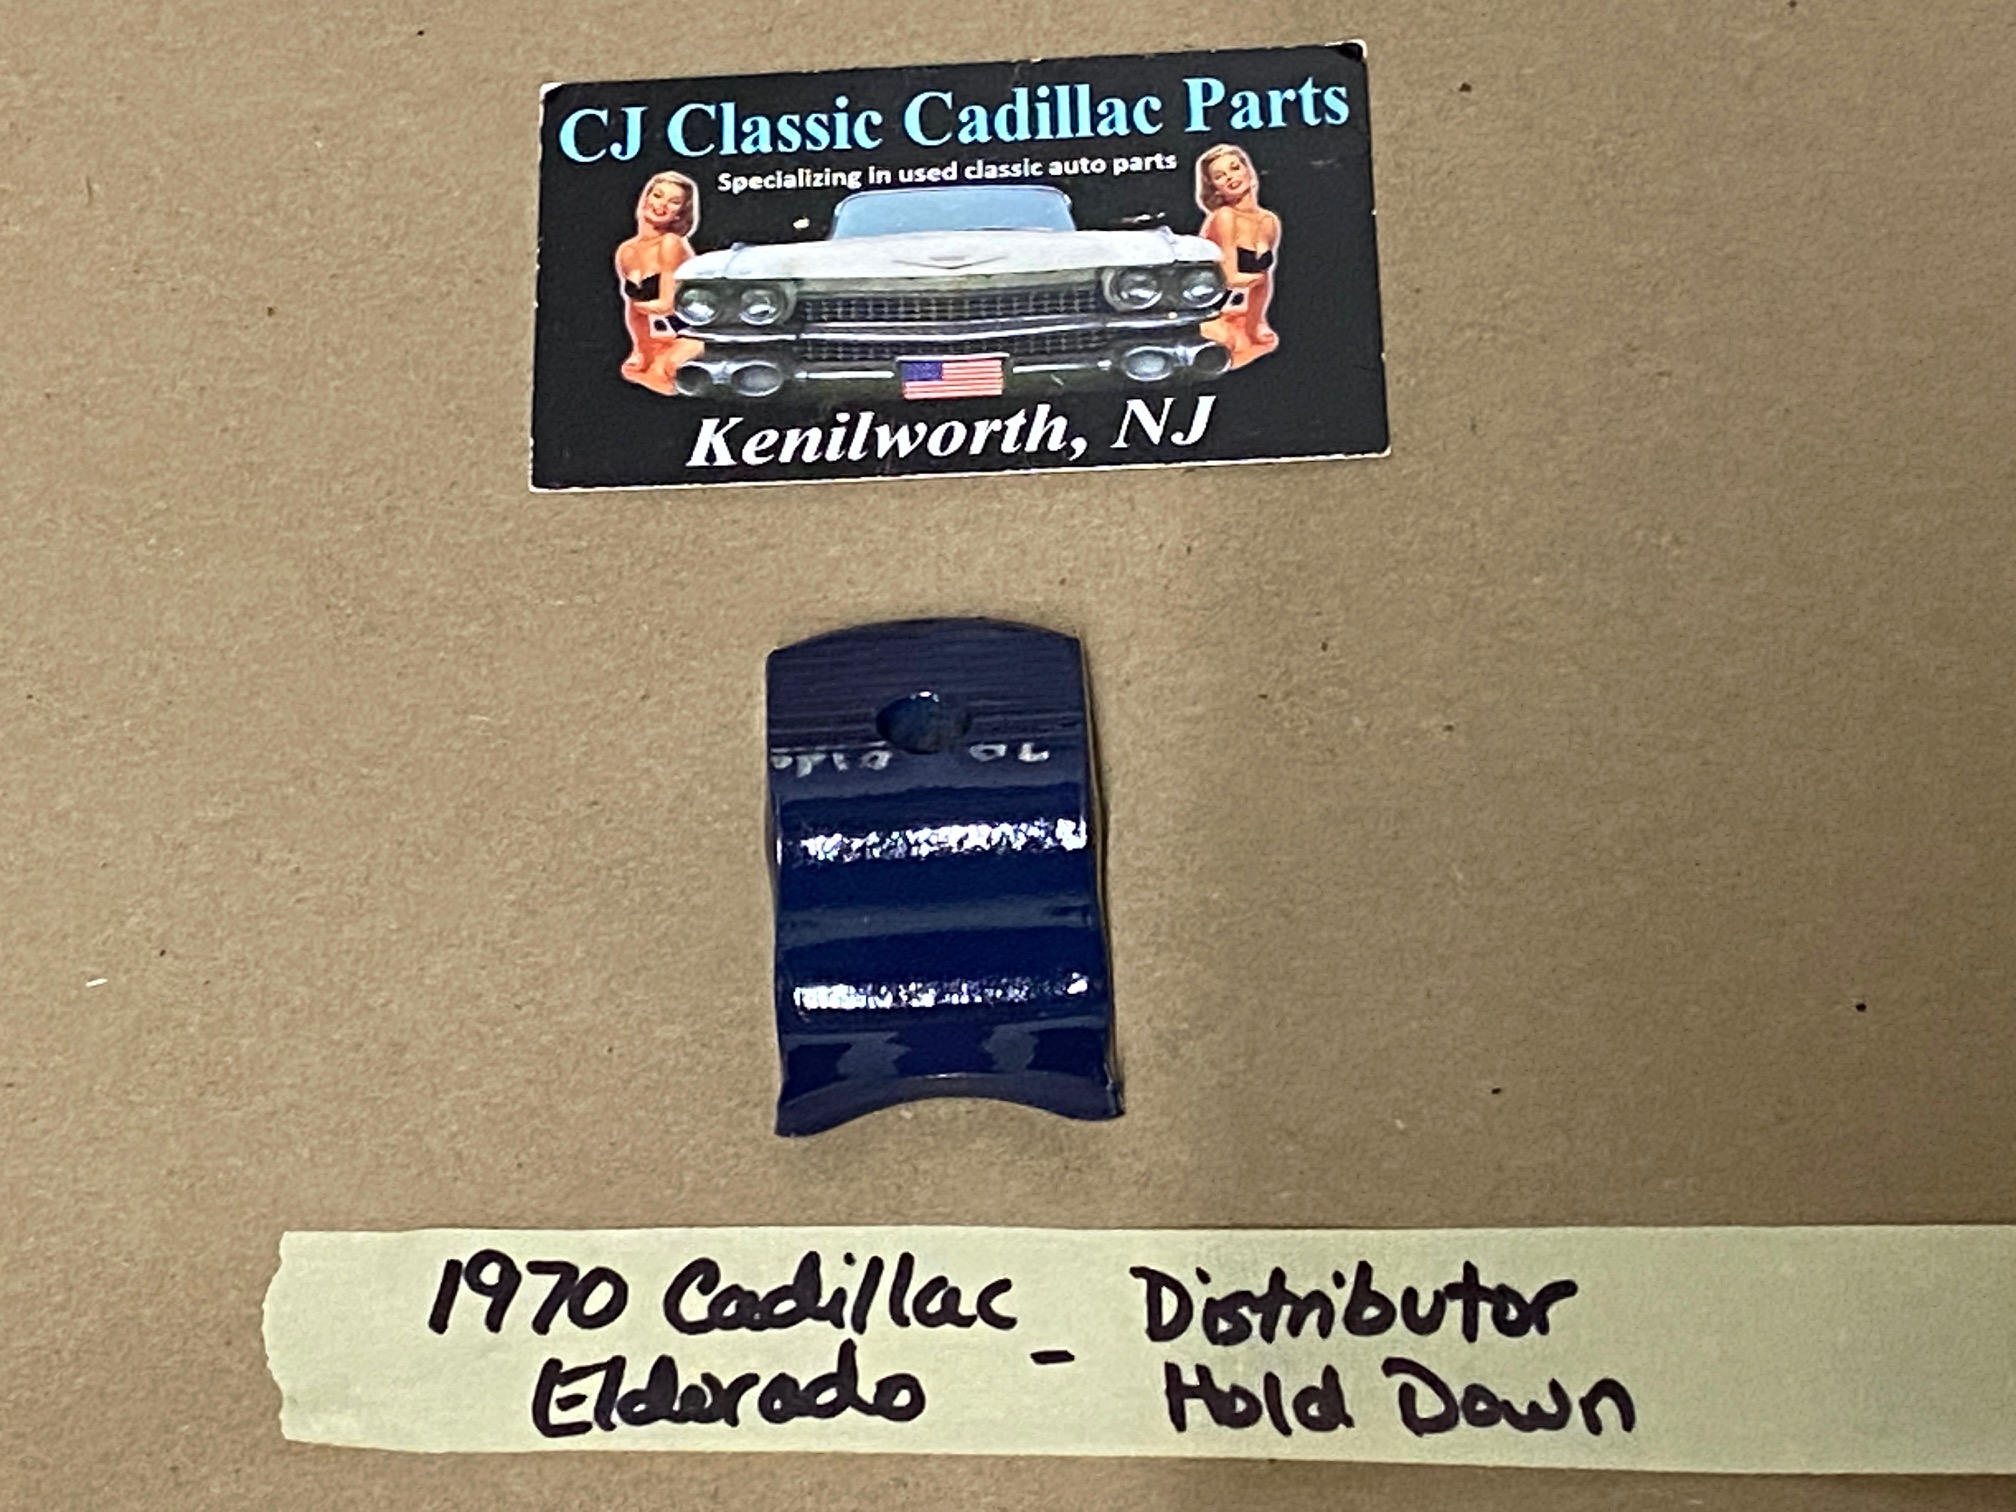 CJ Classic Cadillac Parts
Specializing in used classic auto parts
Kenilworth, NJ
1970 Cadillac - Distributor
Eldorado Hold Down